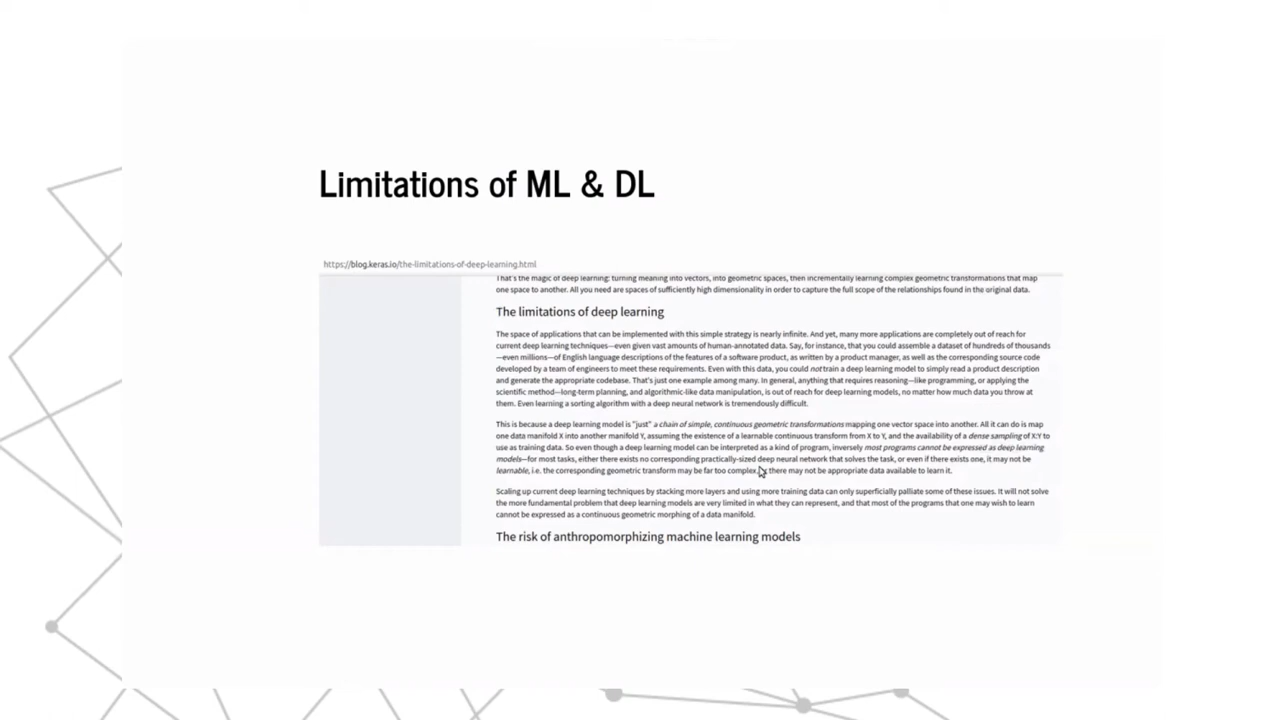 Limitations of ML & DL
https://blog.keras.io/the-limitations-of-deep-learning.html
That's the magic of deep learning: turning meaning into vectors, into geometric spaces, then incrementally learning complex geometric transformations that map
one space to another. All you need are spaces of sufficiently high dimensionality in order to capture the full scope of the relationships found in the original data.
The limitations of deep learning
The space of applications that can be implemented with this simple strategy is nearly infinite. And yet, many more applications are completely out of reach for
current deep learning techniques—even given vast amounts of human-annotated data. Say, for instance, that you could assemble a dataset of hundreds of thousands
—even millions—of English language descriptions of the features of a software product, as written by a product manager, as well as the corresponding source code
developed by a team of engineers to meet these requirements. Even with this data, you could not train a deep learning model to simply read a product description
and generate the appropriate codebase. That's just one example among many. In general, anything that requires reasoning—like programming, or applying the
scientific method—long-term planning, and algorithmic-like data manipulation, is out of reach for deep learning models, no matter how much data you throw at
them. Even learning a sorting algorithm with a deep neural network is tremendously difficult.
This is because a deep learning model is "just" a chain of simple, continuous geometric transformations mapping one vector space into another. All it can do is map
one data manifold X into another manifold Y, assuming the existence of a learnable continuous transform from X to Y, and the availability of a dense sampling of X:Y to
use as training data. So even though a deep learning model can be interpreted as a kind of program, inversely most programs cannot be expressed as deep learning
models—for most tasks, either there exists no corresponding practically-sized deep neural network that solves the task, or even if there exists one, it may not be
learnable, i.e. the corresponding geometric transform may be far too complex, there may not be appropriate data available to learn it.
Scaling up current deep learning techniques by stacking more layers and using more training data can only superficially palliate some of these issues. It will not solve
the more fundamental problem that deep learning models are very limited in what they can represent, and that most of the programs that one may wish to learn
cannot be expressed as a continuous geometric morphing of a data manifold.
The risk of anthropomorphizing machine learning models